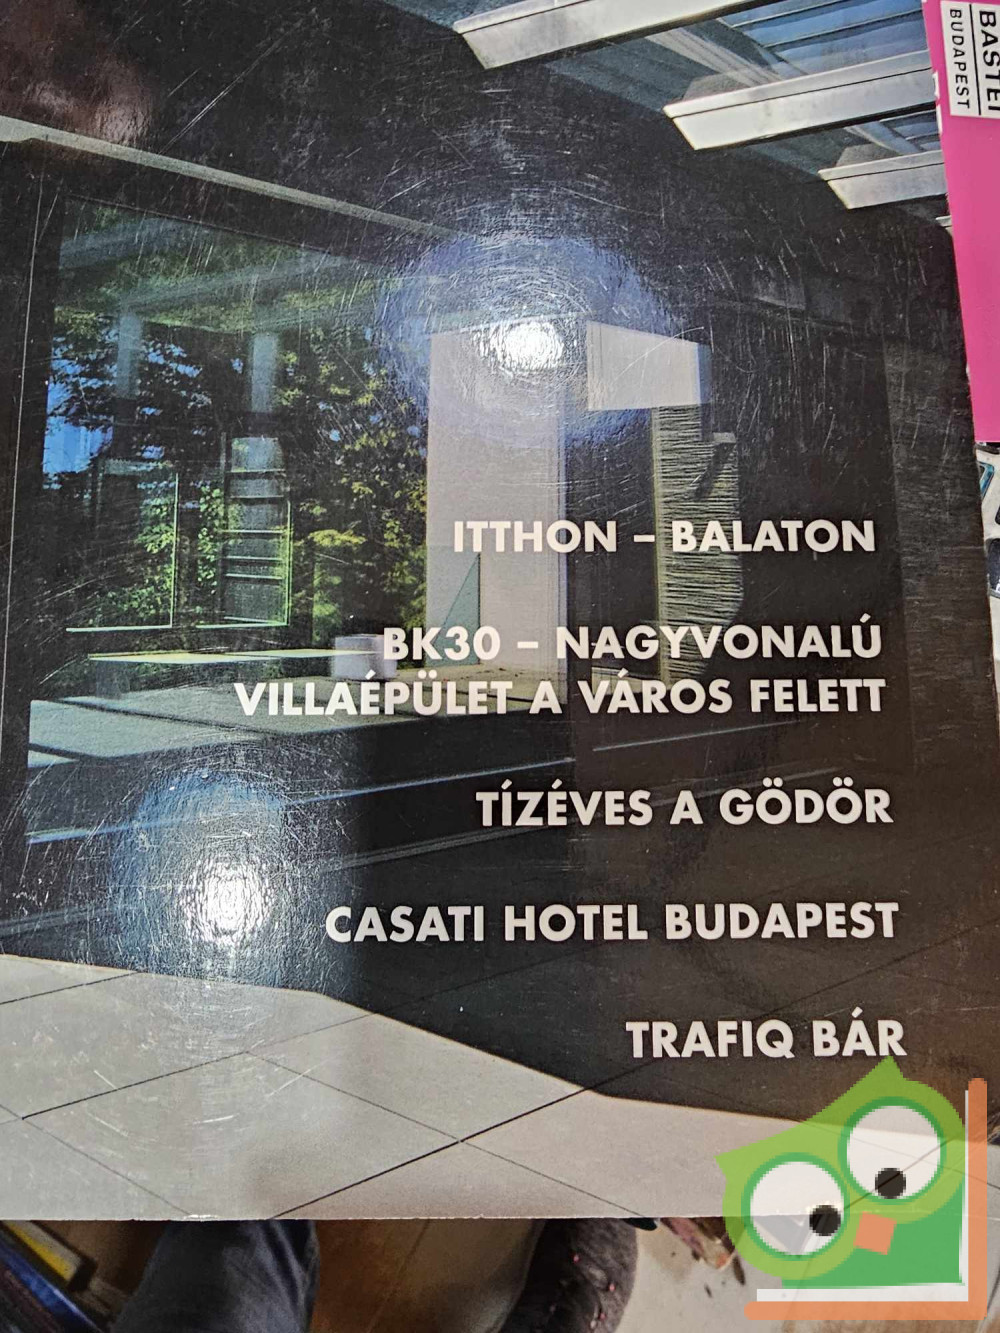 BASTEI
BUDAPEST
ITTHON – BALATON
BK30 – NAGYVONALÚ
VILLAÉPÜLET A VÁROS FELETT
TÍZÉVES A GÖDÖR
CASATI HOTEL BUDAPEST
TRAFIQ BÁR